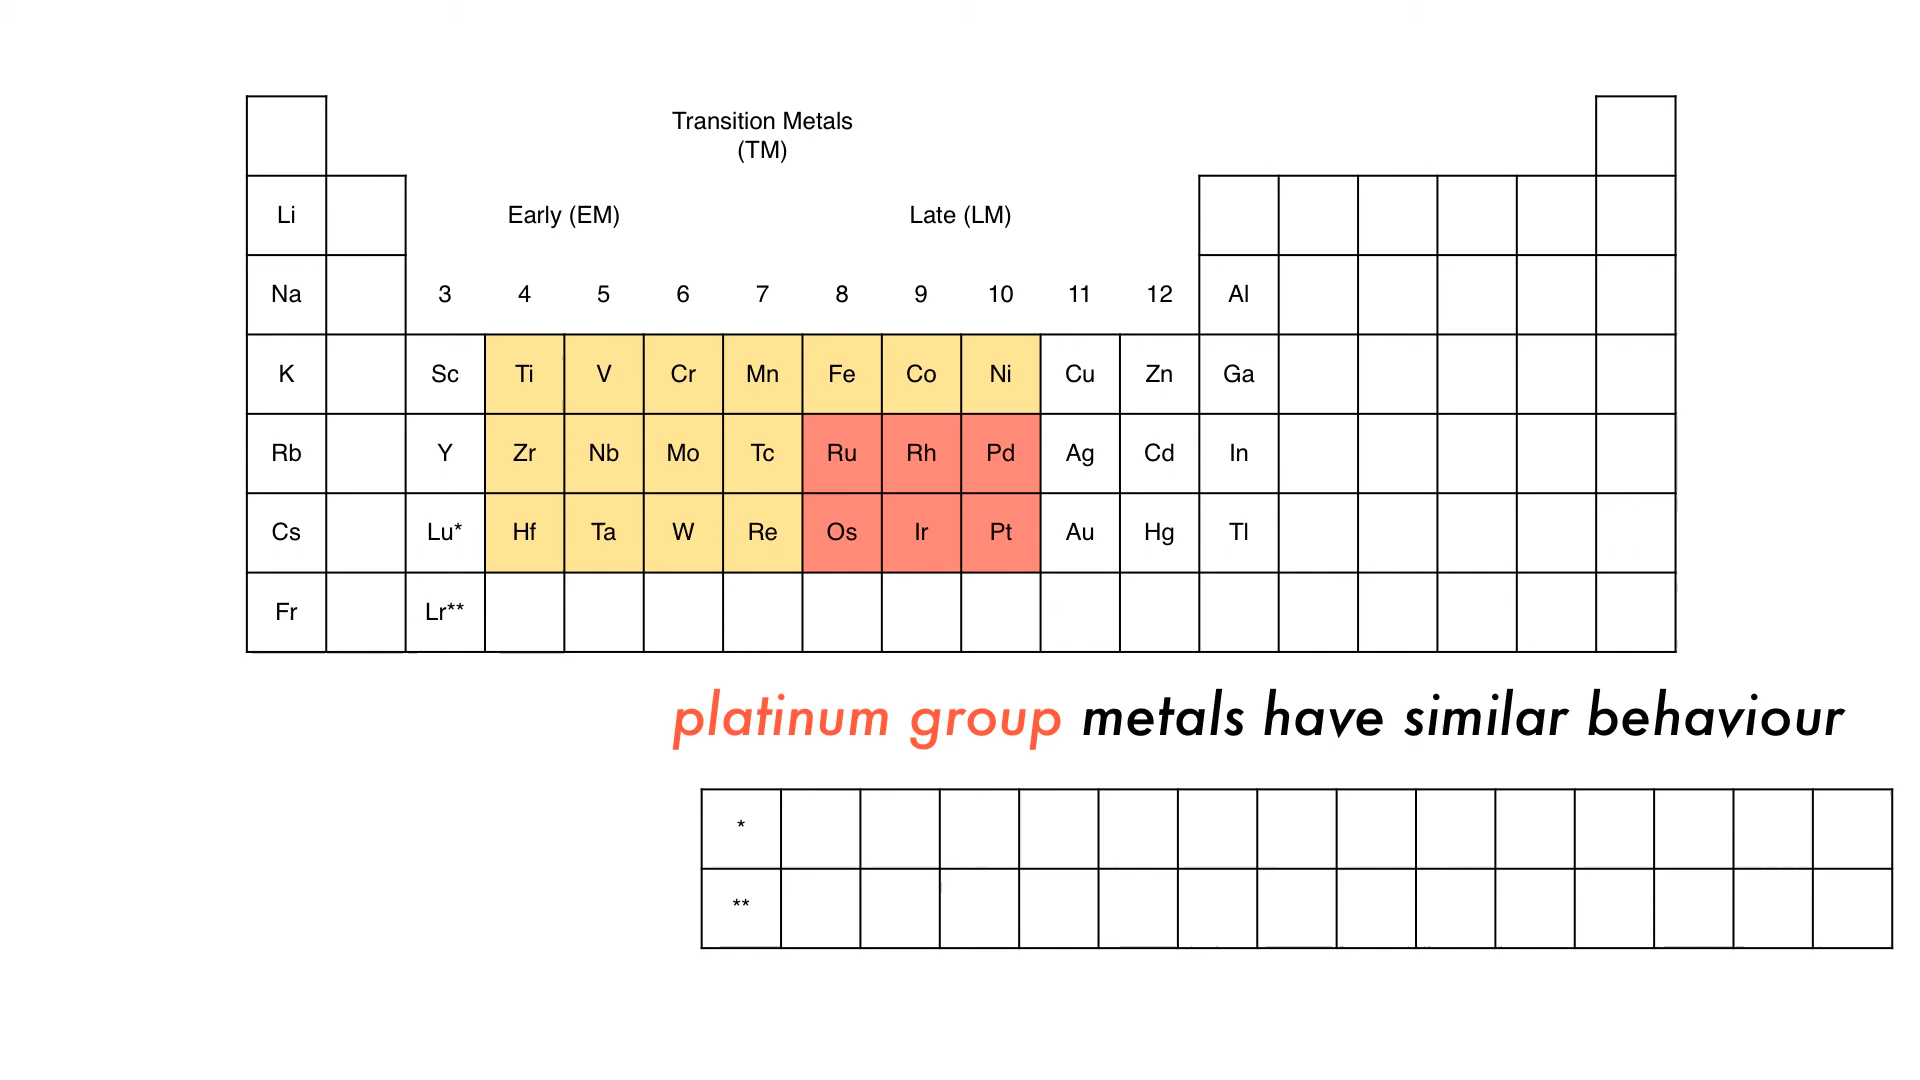 Transition Metals
(TM)
Li Early (EM) Late (LM)
Na 3 4 5 6 7 8 9 10 11 12 Al
K Sc Ti V Cr Mn Fe Co Ni Cu Zn Ga
Rb Y Zr Nb Mo Tc Ru Rh Pd Ag Cd In
Cs Lu* Hf Ta W Re Os Ir Pt Au Hg Tl
Fr Lr**
platinum group metals have similar behaviour
*
**